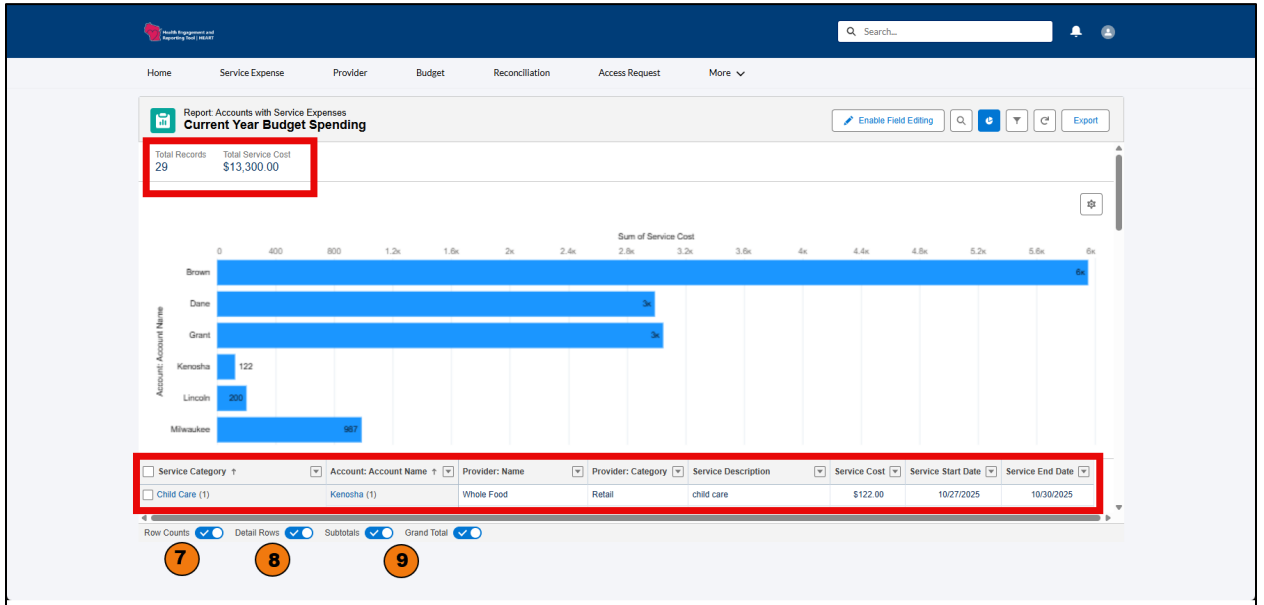 Health Engagement and
Reporting Tool | HEART
Search...
Home Service Expense Provider Budget Reconciliation Access Request More
Report: Accounts with Service Expenses
Current Year Budget Spending
Enable Field Editing Export
Total Records Total Service Cost
29 $13,300.00
Sum of Service Cost
0 400 800 1.2K 1.6K 2K 2.4K 2.8K 3.2K 3.6K 4K 4.4K 4.8K 5.2K 5.6K 6K
Account: Account Name
Brown 6K
Dane 3K
Grant 3K
Kenosha 122
Lincoln 200
Milwaukee 987
Service Category ↑ Account: Account Name ↑ Provider: Name Provider: Category Service Description Service Cost Service Start Date Service End Date
Child Care (1) Kenosha (1) Whole Food Retail child care $122.00 10/27/2025 10/30/2025
Row Counts Detail Rows Subtotals Grand Total
7 8 9